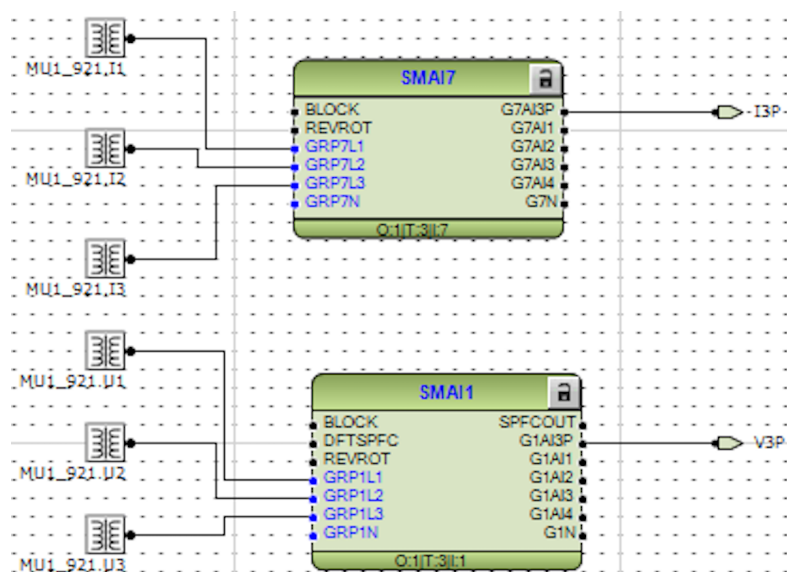 MU1_921.I1
MU1_921.I2
MU1_921.I3
SMAI7
BLOCK G7AI3P
REVROT G7AI1
GRP7L1 G7AI2
GRP7L2 G7AI3
GRP7L3 G7AI4
GRP7N G7N
O:1|T:3|I:7
I3P
MU1_921.U1
MU1_921.U2
MU1_921.U3
SMAI1
BLOCK SPFCOUT
DFTSPFC G1AI3P
REVROT G1AI1
GRP1L1 G1AI2
GRP1L2 G1AI3
GRP1L3 G1AI4
GRP1N G1N
O:1|T:3|I:1
V3P